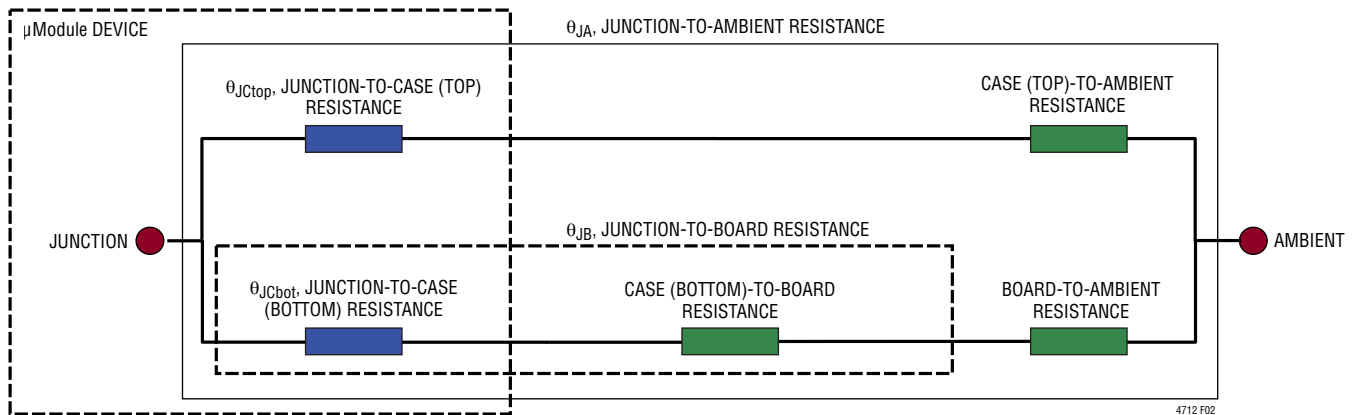 µModule DEVICE
θJA, JUNCTION-TO-AMBIENT RESISTANCE
θJCtop, JUNCTION-TO-CASE (TOP)
RESISTANCE
CASE (TOP)-TO-AMBIENT
RESISTANCE
JUNCTION
θJB, JUNCTION-TO-BOARD RESISTANCE
AMBIENT
θJCbot, JUNCTION-TO-CASE
(BOTTOM) RESISTANCE
CASE (BOTTOM)-TO-BOARD
RESISTANCE
BOARD-TO-AMBIENT
RESISTANCE
4712 F02